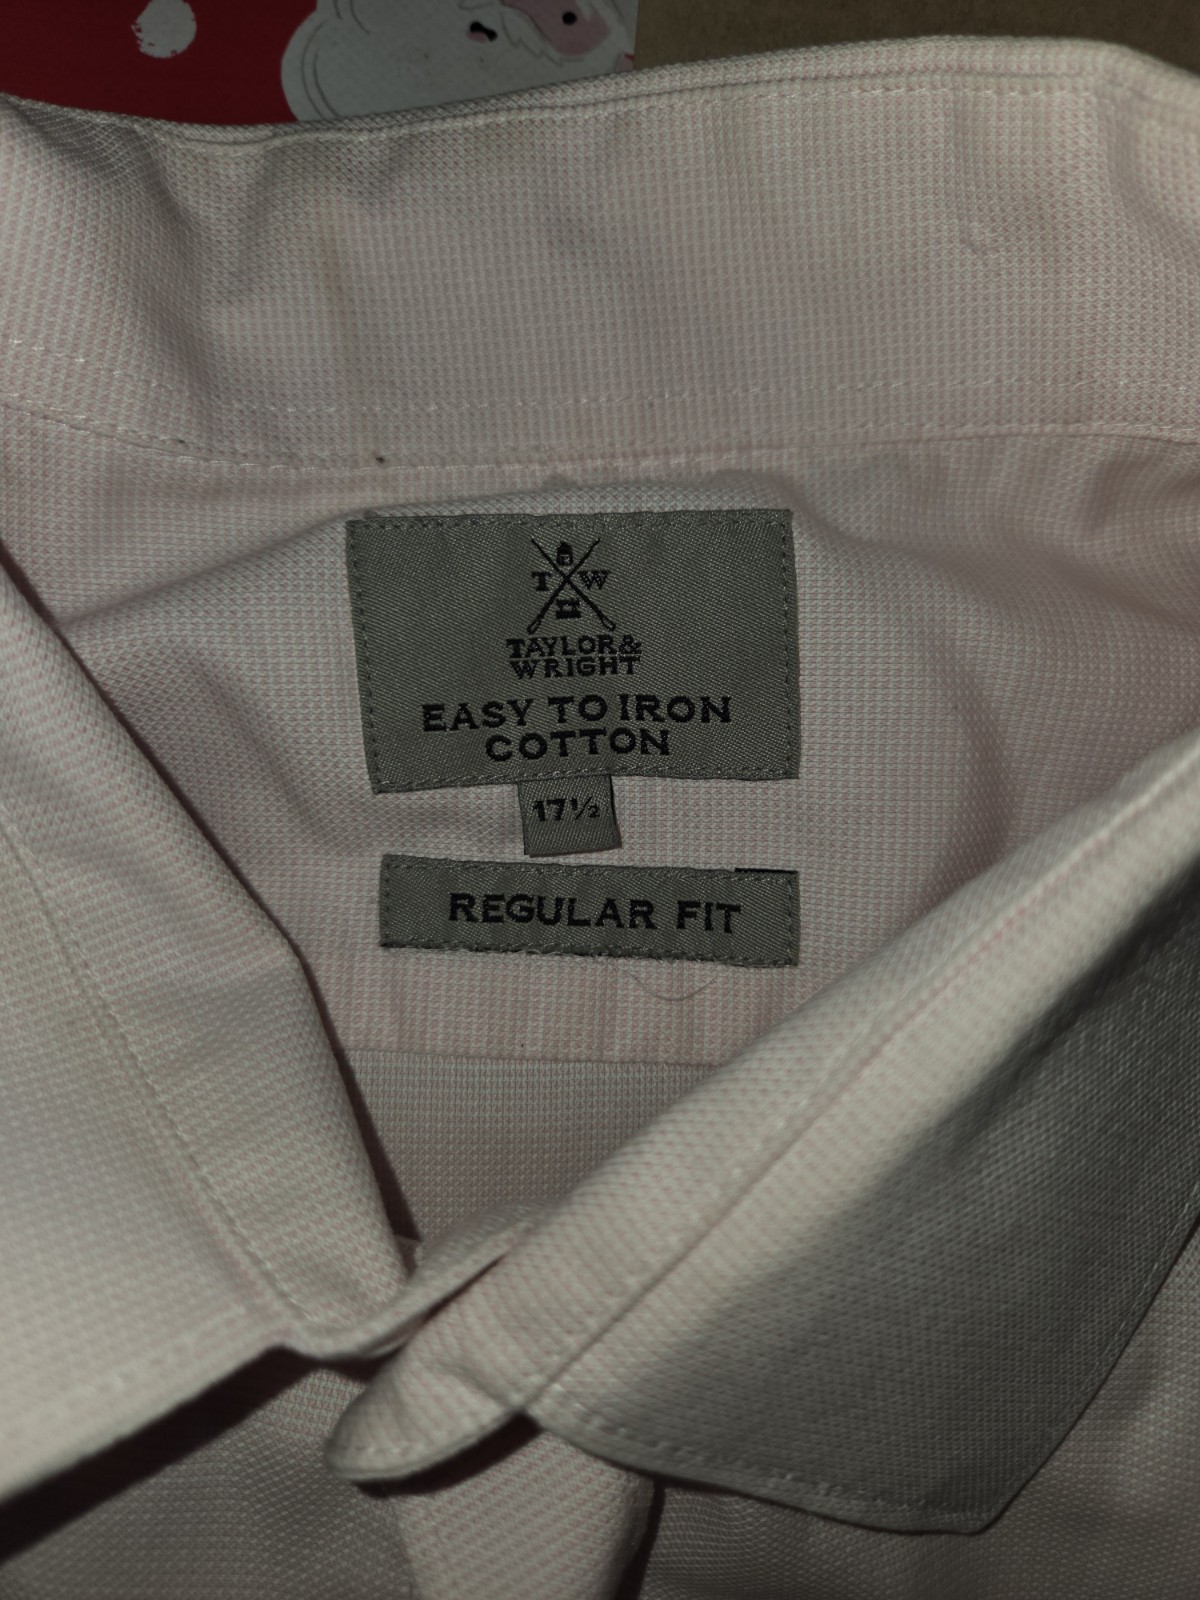 T W
TAYLOR&
WRIGHT
EASY TO IRON
COTTON
17½
REGULAR FIT